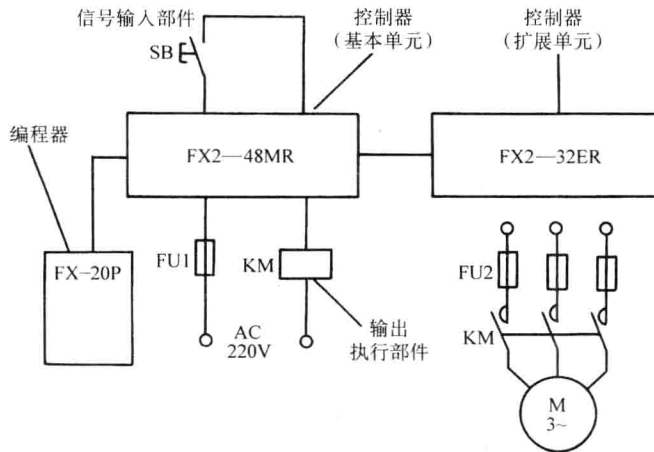 信号输入部件
SB
控制器
（基本单元）
控制器
（扩展单元）
编程器
FX2—48MR
FX2—32ER
FX-20P
FU1
KM
AC
220V
输出
执行部件
FU2
KM
M
3~